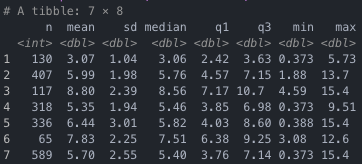 # A tibble: 7 × 8
n mean sd median q1 q3 min max
<int> <dbl> <dbl> <dbl> <dbl> <dbl> <dbl> <dbl>
1 130 3.07 1.04 3.06 2.42 3.63 0.373 5.73
2 407 5.99 1.98 5.76 4.57 7.15 1.88 13.7
3 117 8.80 2.39 8.56 7.17 10.7 4.59 15.4
4 318 5.35 1.94 5.46 3.85 6.98 0.373 9.51
5 336 6.44 3.01 5.82 4.03 8.60 0.388 15.4
6 65 7.83 2.25 7.51 6.38 9.25 3.08 12.6
7 589 5.70 2.55 5.40 3.76 7.14 0.373 15.4